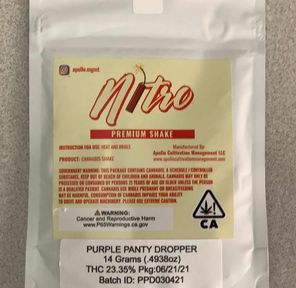 apollo.mgmt
Nitro
PREMIUM SHAKE
INSTRUCTION FOR USE: HEAT AND INHALE
Manufactured By:
Apollo Cultivation Management LLC
PRODUCT: CANNABIS SHAKE
www.apollocultivationmanagement.com
GOVERNMENT WARNING: THIS PACKAGE CONTAINS CANNABIS, A SCHEDULE I CONTROLLED
SUBSTANCE. KEEP OUT OF REACH OF CHILDREN AND ANIMALS. CANNABIS MAY ONLY BE
POSSESSED OR CONSUMED BY PERSONS 21 YEARS OF AGE OR OLDER UNLESS THE PERSON
IS A QUALIFIED PATIENT. CANNABIS USE WHILE PREGNANT OR BREASTFEEDING
MAY BE HARMFUL. CONSUMPTION OF CANNABIS IMPAIRS YOUR ABILITY
TO DRIVE AND OPERATE MACHINERY. PLEASE USE EXTREME CAUTION.
WARNING:
Cancer and Reproductive Harm
www.P65Warnings.ca.gov
CA
PURPLE PANTY DROPPER
14 Grams (.4938oz)
THC 23.35% Pkg:06/21/21
Batch ID: PPD030421